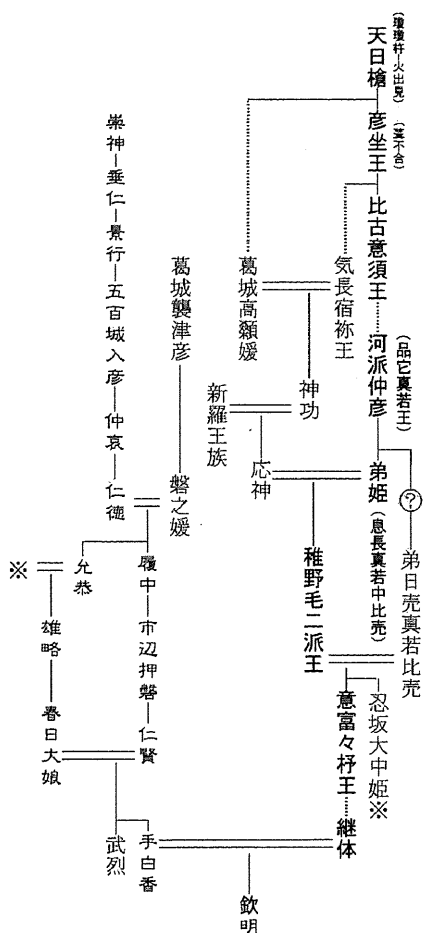 天日槍
(瓊瓊杵―火出見)
彦坐王
比古意須王
河派仲彦
(品它真若王)
弟姫
(息長真若中比売)
?
弟日売真若比売
気長宿祢王
葛城高顙媛
神功
新羅王族
応神
稚野毛二派王
忍坂大中姫※
意富々杼王
継体
葛城襲津彦
磐之媛
崇神―垂仁―景行―五百城入彦―仲哀―仁徳
履中―市辺押磐―仁賢
允恭
※
雄略
春日大娘
手白香
武烈
欽明